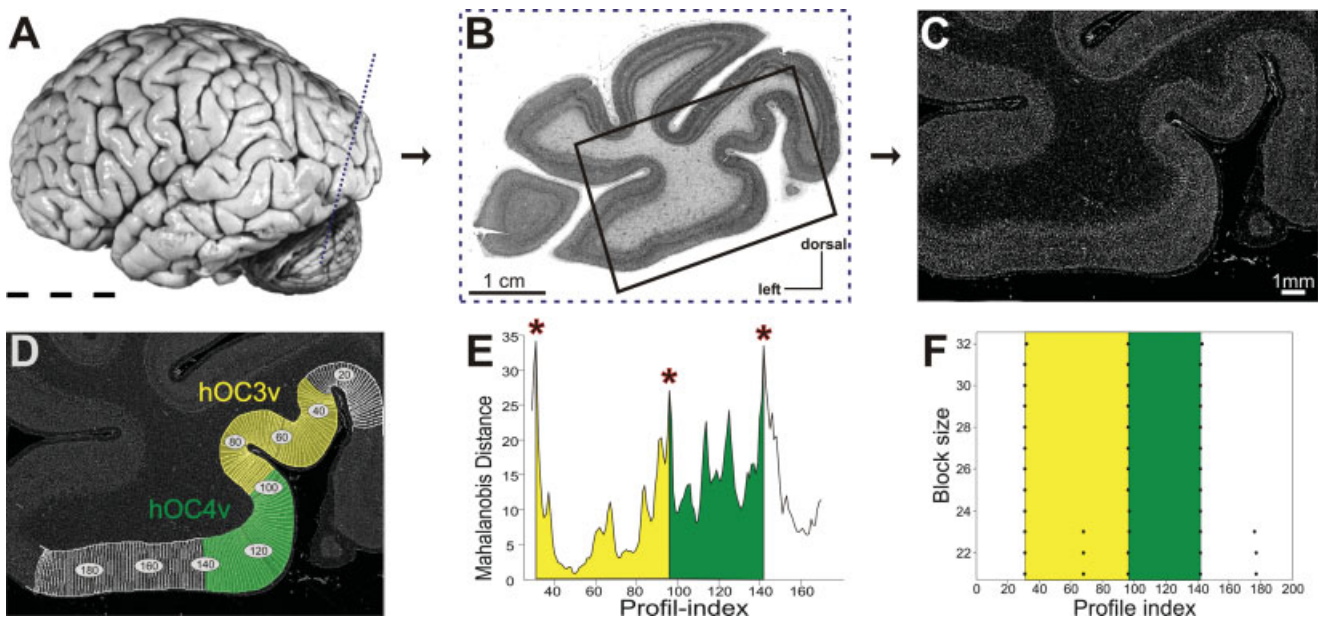 A
B
1 cm
dorsal
left
C
1mm
D
hOC3v
hOC4v
20
40
60
80
100
120
140
160
180
E
Mahalanobis Distance
35
30
25
20
15
10
5
0
* * *
40 60 80 100 120 140 160
Profil-index
F
Block size
32
30
28
26
24
22
0 20 40 60 80 100 120 140 160 180 200
Profile index